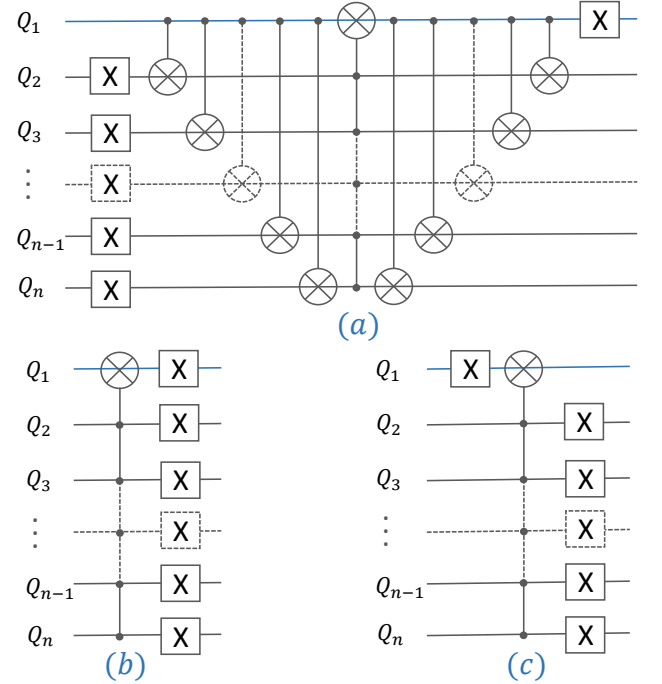 Q₁ X
Q₂ X
Q₃ X
⋮ X
Qₙ₋₁ X
Qₙ X
(a)
Q₁ X
Q₂ X
Q₃ X
⋮ X
Qₙ₋₁ X
Qₙ X
(b)
Q₁ X
Q₂ X
Q₃ X
⋮ X
Qₙ₋₁ X
Qₙ X
(c)